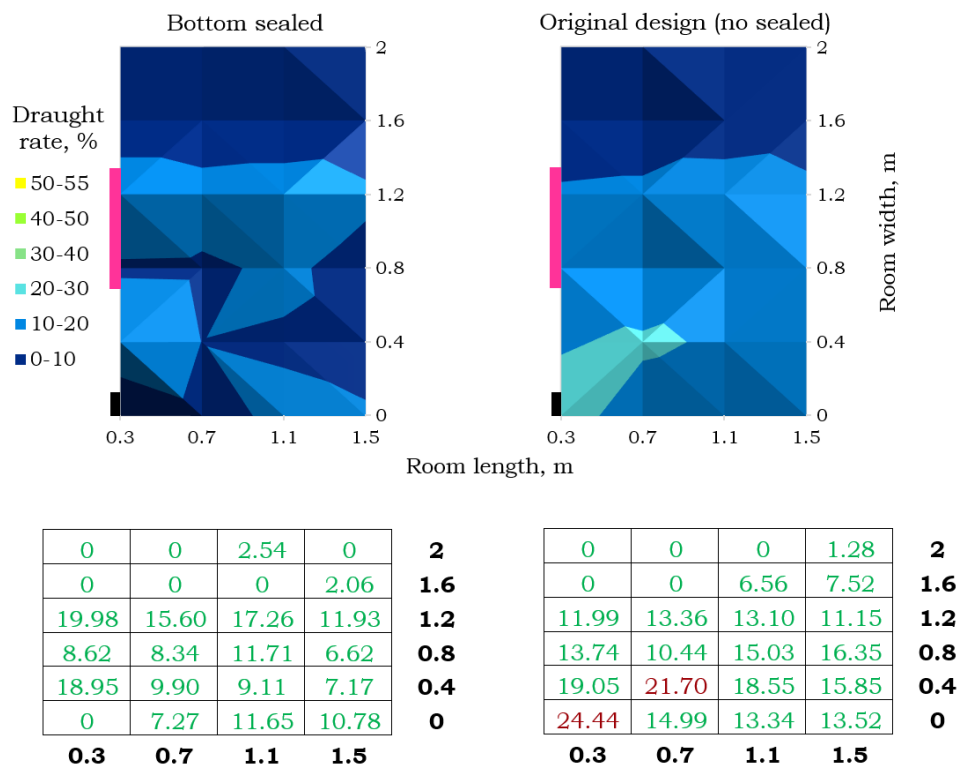 Bottom sealed
Original design (no sealed)
Draught
rate, %
50-55
40-50
30-40
20-30
10-20
0-10
2
1.6
1.2
0.8
0.4
0
0.3 0.7 1.1 1.5
2
1.6
1.2
0.8
0.4
0
0.3 0.7 1.1 1.5
Room width, m
Room length, m
0 0 2.54 0 2
0 0 0 2.06 1.6
19.98 15.60 17.26 11.93 1.2
8.62 8.34 11.71 6.62 0.8
18.95 9.90 9.11 7.17 0.4
0 7.27 11.65 10.78 0
0.3 0.7 1.1 1.5
0 0 0 1.28 2
0 0 6.56 7.52 1.6
11.99 13.36 13.10 11.15 1.2
13.74 10.44 15.03 16.35 0.8
19.05 21.70 18.55 15.85 0.4
24.44 14.99 13.34 13.52 0
0.3 0.7 1.1 1.5